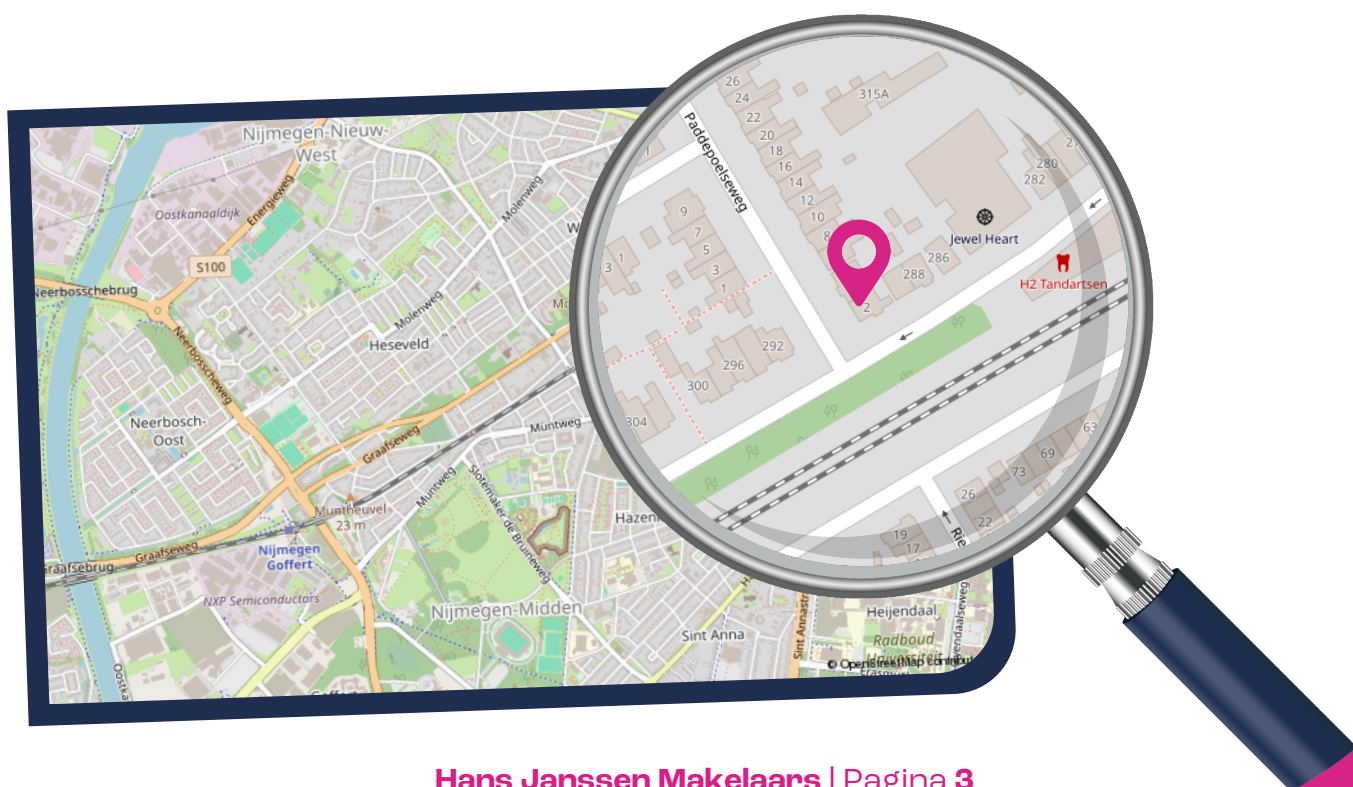 Nijmegen-Nieuw-
West
Oostkanaaldijk
Energieweg
S100
Neerbosscheweg
Molenweg
Molenweg
Heseveld
Neerbosch-
Oost
Graafseweg
Muntweg
Muntweg
Slotemaker de Bruïneweg
Muntheuvel
23 m
Graafseweg
Nijmegen
Goffert
NXP Semiconductors
Nijmegen-Midden
Sint Anna
Heijendaal
Radboud
© OpenStreetMap contribut
26
24
22
20
18
16
14
12
10
8
2
315A
Paddepoelseweg
280
282
Jewel Heart
286
288
H2 Tandartsen
9
7
5
3
1
1
3
1
292
296
300
304
63
69
73
26
22
19
17
Rie
Hans Janssen Makelaars | Pagina 3